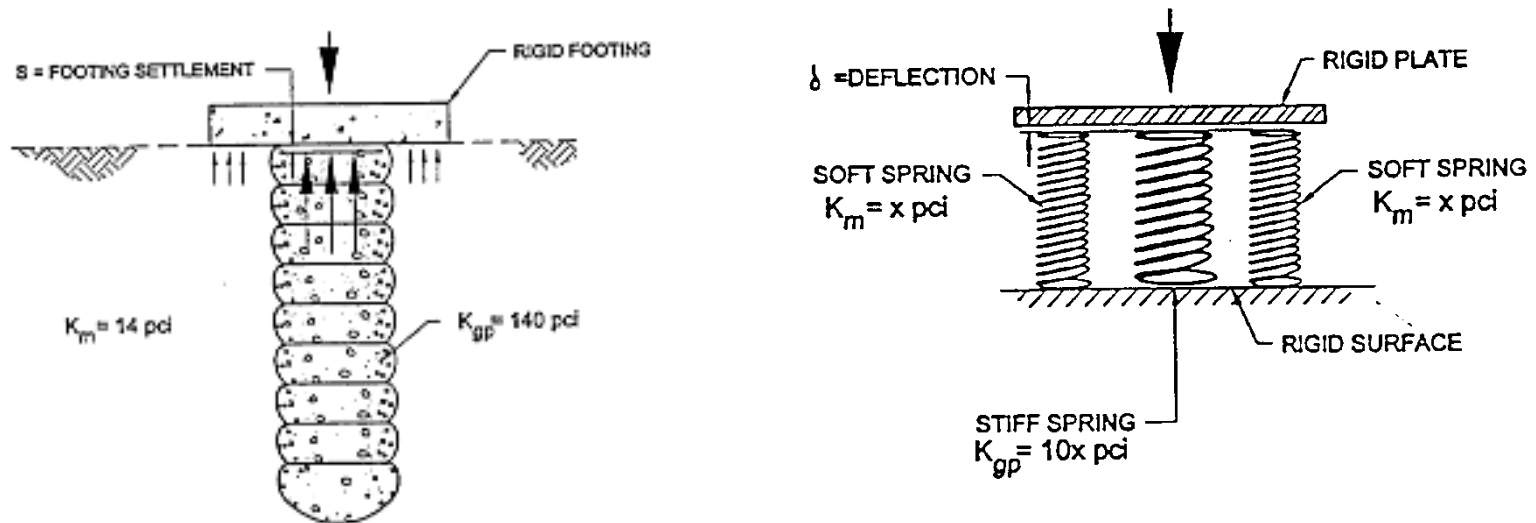 S = FOOTING SETTLEMENT
RIGID FOOTING
Km= 14 pci
Kgp= 140 pci
δ =DEFLECTION
RIGID PLATE
SOFT SPRING
Km= x pci
SOFT SPRING
Km= x pci
RIGID SURFACE
STIFF SPRING
Kgp= 10x pci